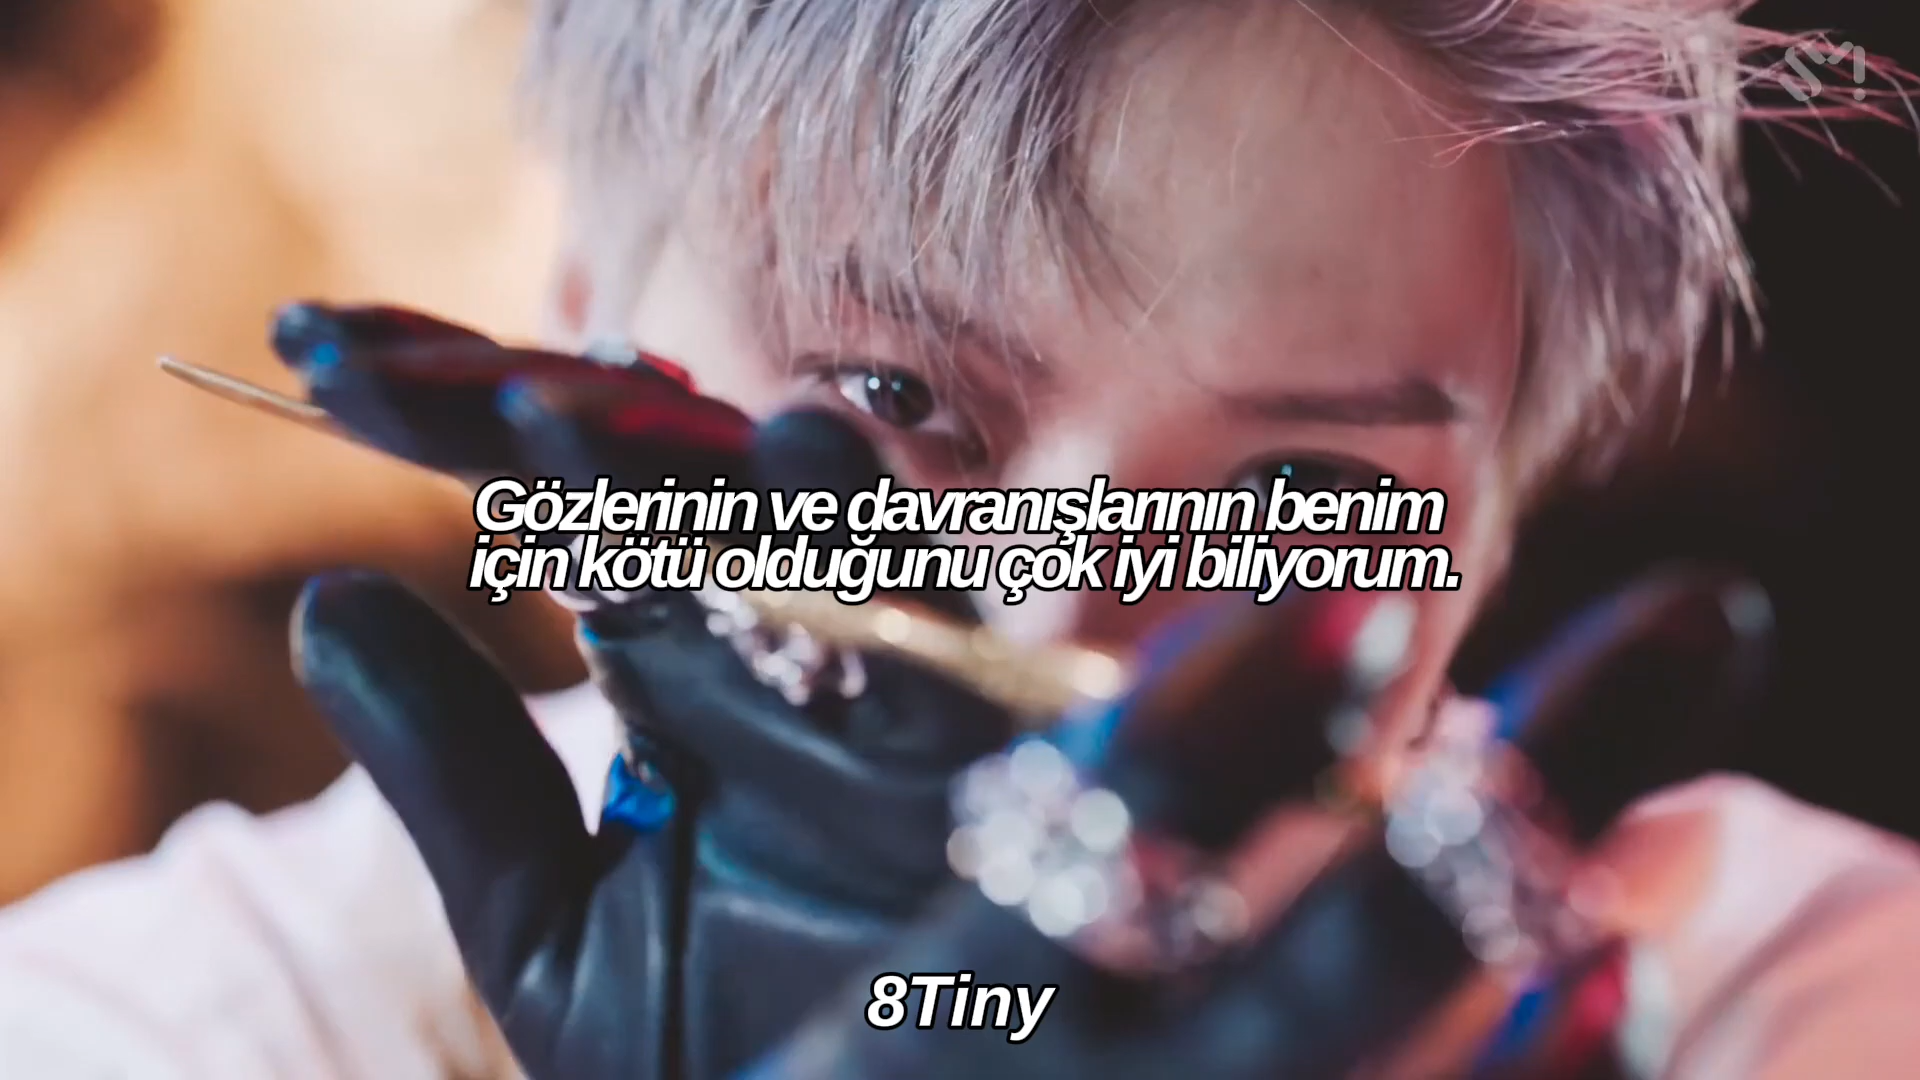 Gözlerinin ve davranışlarının benim
için kötü olduğunu çok iyi biliyorum.
8Tiny